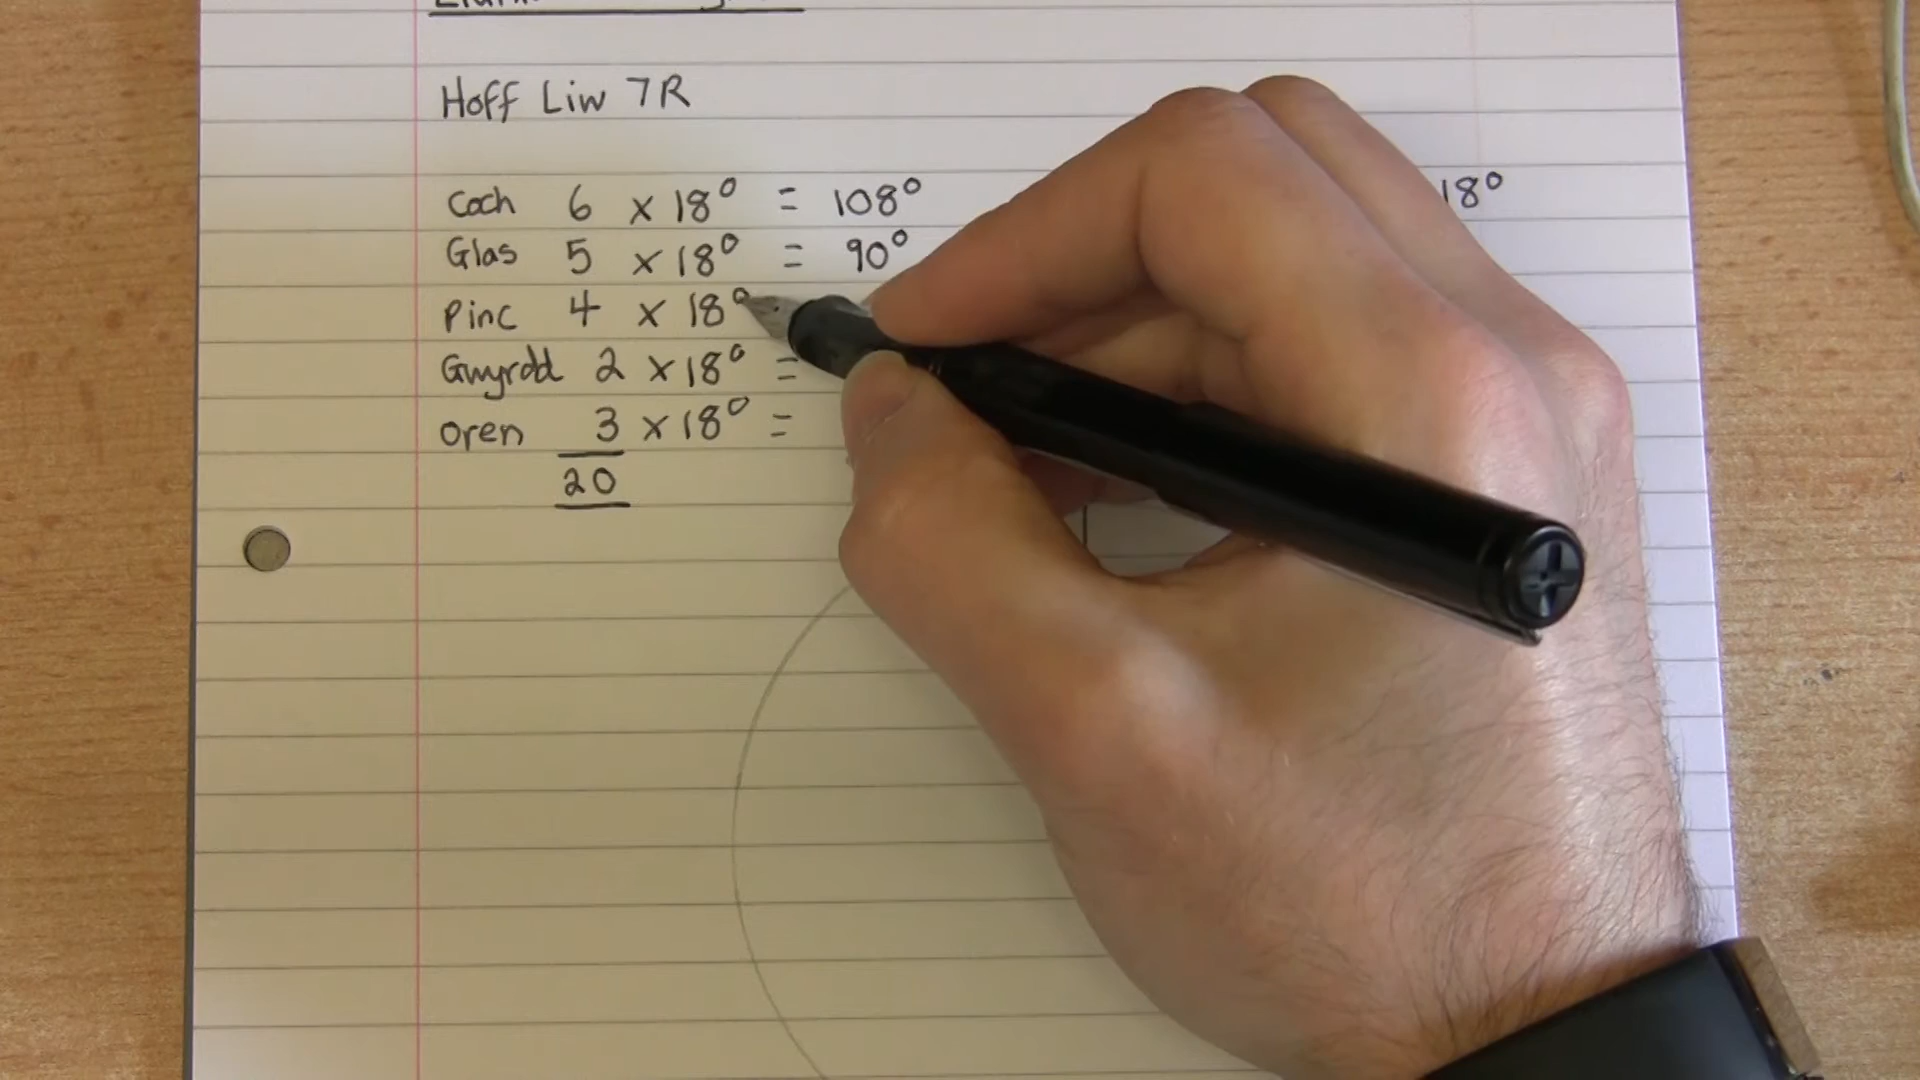 Hoff Liw 7R
Coch 6 x 18° = 108° 18°
Glas 5 x 18° = 90°
Pinc 4 x 18°
Gwyrdd 2 x 18° =
Oren 3 x 18° =
20